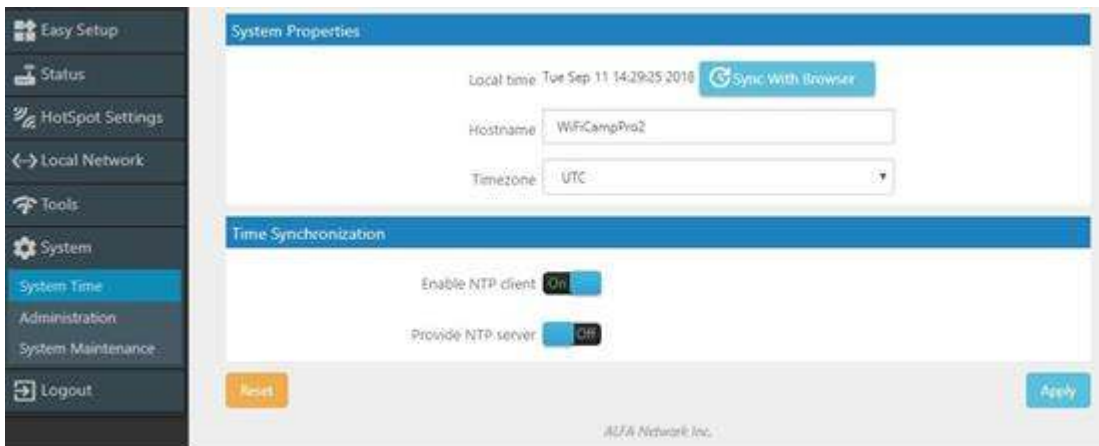 Easy Setup
Status
HotSpot Settings
Local Network
Tools
System
System Time
Administration
System Maintenance
Logout
System Properties
Local time Tue Sep 11 14:29:25 2018 Sync With Browser
Hostname WiFiCampPro2
Timezone UTC
Time Synchronization
Enable NTP client On
Provide NTP server Off
Reset Apply
ALFA Network Inc.